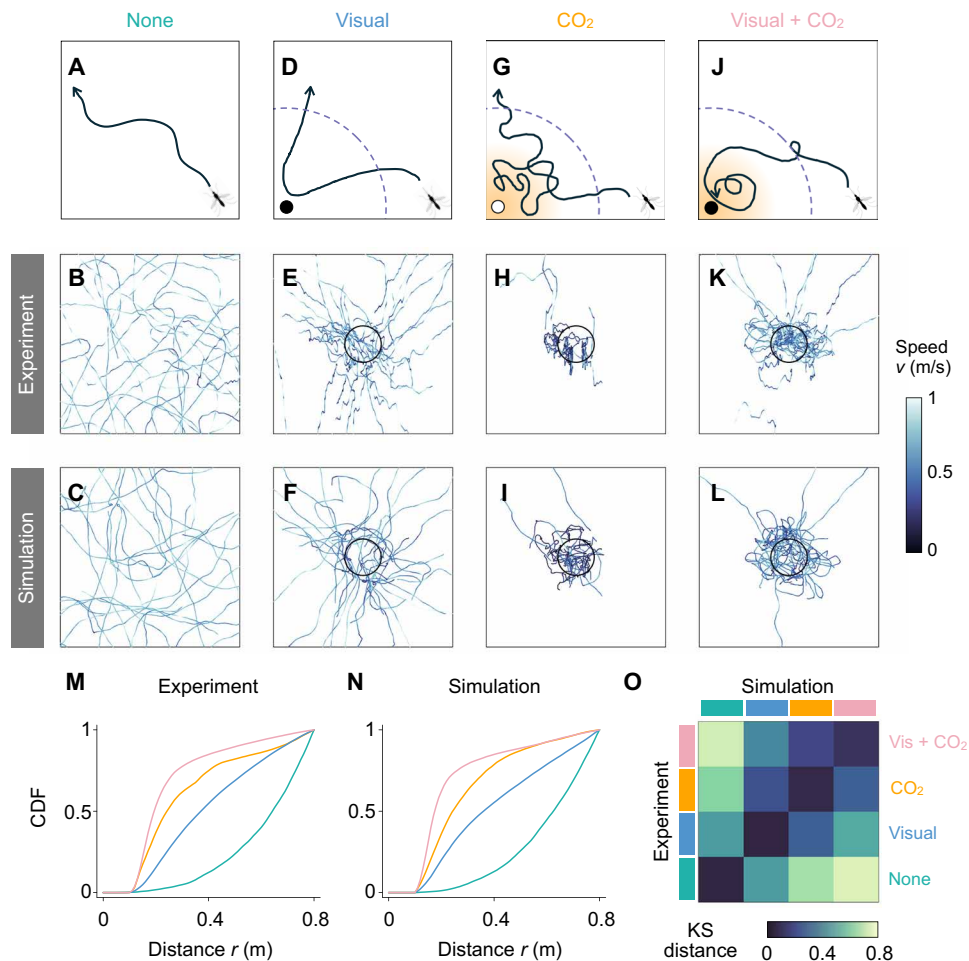 None
Visual
CO₂
Visual + CO₂
A
D
G
J
Experiment
B
E
H
K
Speed
v (m/s)
1
0.5
0
Simulation
C
F
I
L
M
Experiment
CDF
1
0.5
0
0
0.4
0.8
Distance r (m)
N
Simulation
1
0.5
0
0
0.4
0.8
Distance r (m)
O
Simulation
Experiment
Vis + CO₂
CO₂
Visual
None
KS
distance
0
0.4
0.8